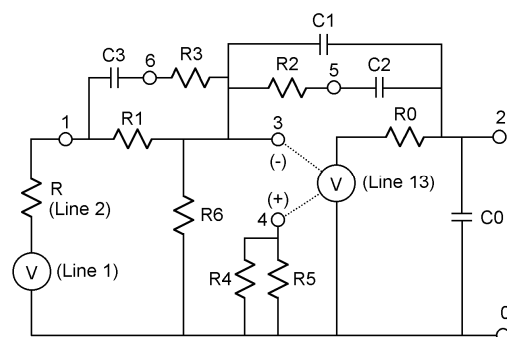 C1
C3
6
R3
R2
5
C2
1
R1
3
R0
2
(-)
V
(Line 13)
R
(Line 2)
R6
(+)
4
C0
V
(Line 1)
R4
R5
0